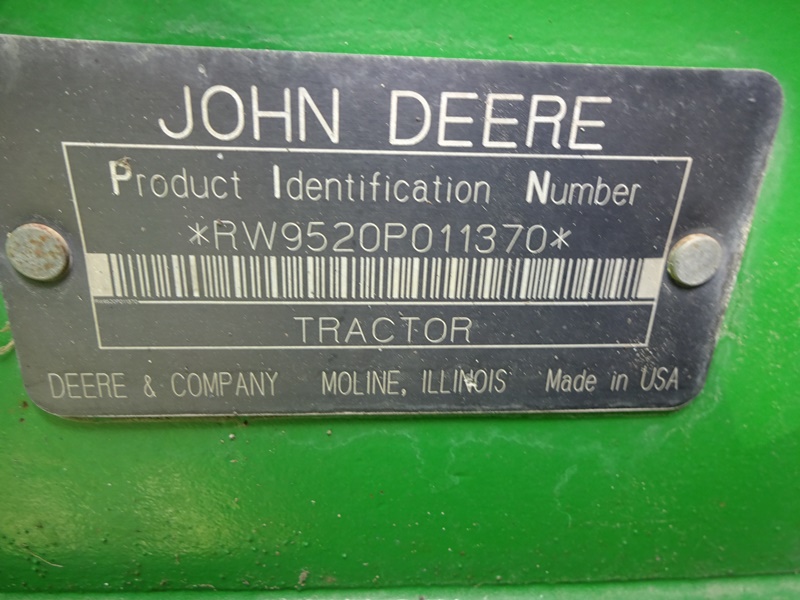 JOHN DEERE
Product Identification Number
*RW9520P011370*
TRACTOR
DEERE & COMPANY MOLINE, ILLINOIS Made in USA